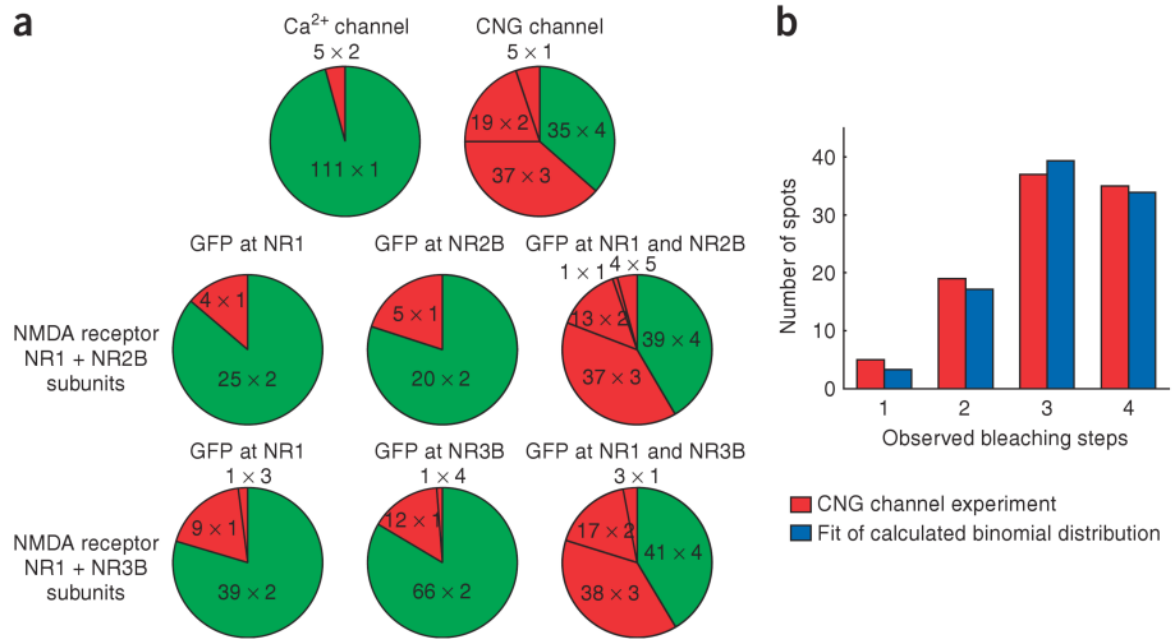 a
Ca²⁺ channel
5 × 2
111 × 1
CNG channel
5 × 1
19 × 2
35 × 4
37 × 3
NMDA receptor
NR1 + NR2B
subunits
GFP at NR1
4 × 1
25 × 2
GFP at NR2B
5 × 1
20 × 2
GFP at NR1 and NR2B
4 × 5
1 × 1
13 × 2
39 × 4
37 × 3
NMDA receptor
NR1 + NR3B
subunits
GFP at NR1
1 × 3
9 × 1
39 × 2
GFP at NR3B
1 × 4
12 × 1
66 × 2
GFP at NR1 and NR3B
3 × 1
17 × 2
41 × 4
38 × 3
b
Number of spots
40
30
20
10
0
1 2 3 4
Observed bleaching steps
CNG channel experiment
Fit of calculated binomial distribution